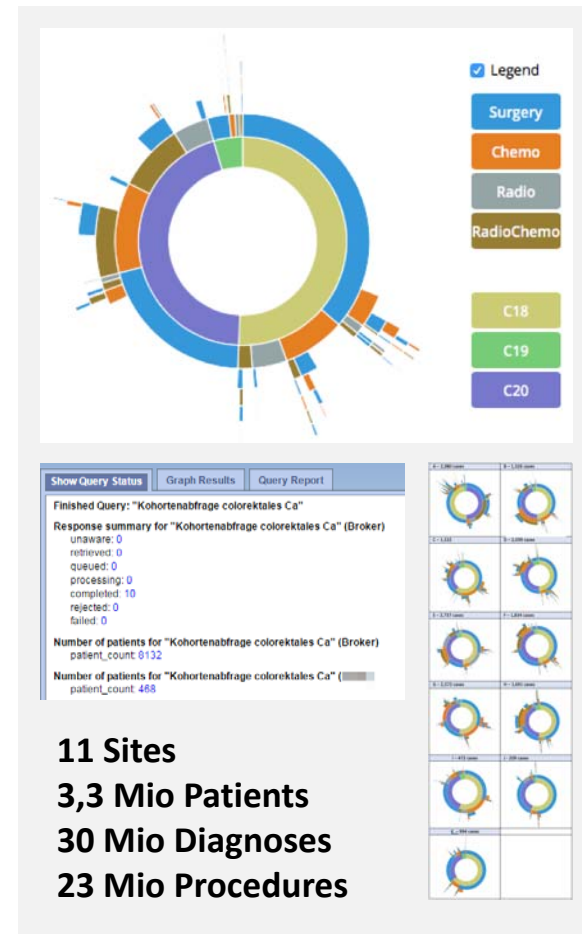 Legend
Surgery
Chemo
Radio
RadioChemo
C18
C19
C20
Show Query Status
Graph Results
Query Report
Finished Query: "Kohortenabfrage colorektales Ca"
Response summary for "Kohortenabfrage colorektales Ca" (Broker)
unaware: 0
retrieved: 0
queued: 0
processing: 0
completed: 10
rejected: 0
failed: 0
Number of patients for "Kohortenabfrage colorektales Ca" (Broker)
patient_count: 8132
Number of patients for "Kohortenabfrage colorektales Ca" (
patient_count: 468
11 Sites
3,3 Mio Patients
30 Mio Diagnoses
23 Mio Procedures